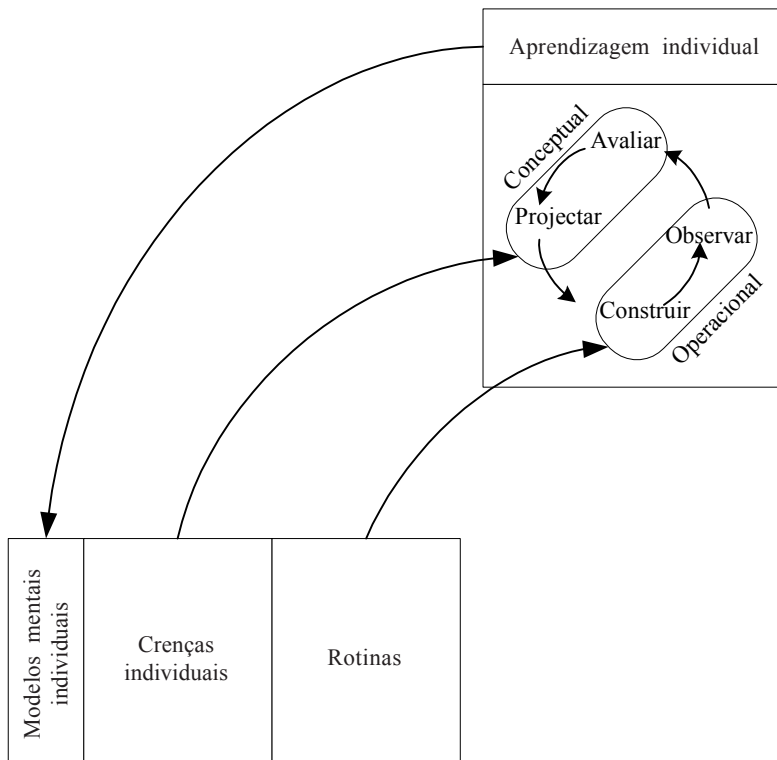 Aprendizagem individual
Conceptual
Avaliar
Projectar
Observar
Construir
Operacional
Modelos mentais
individuais
Crenças
individuais
Rotinas